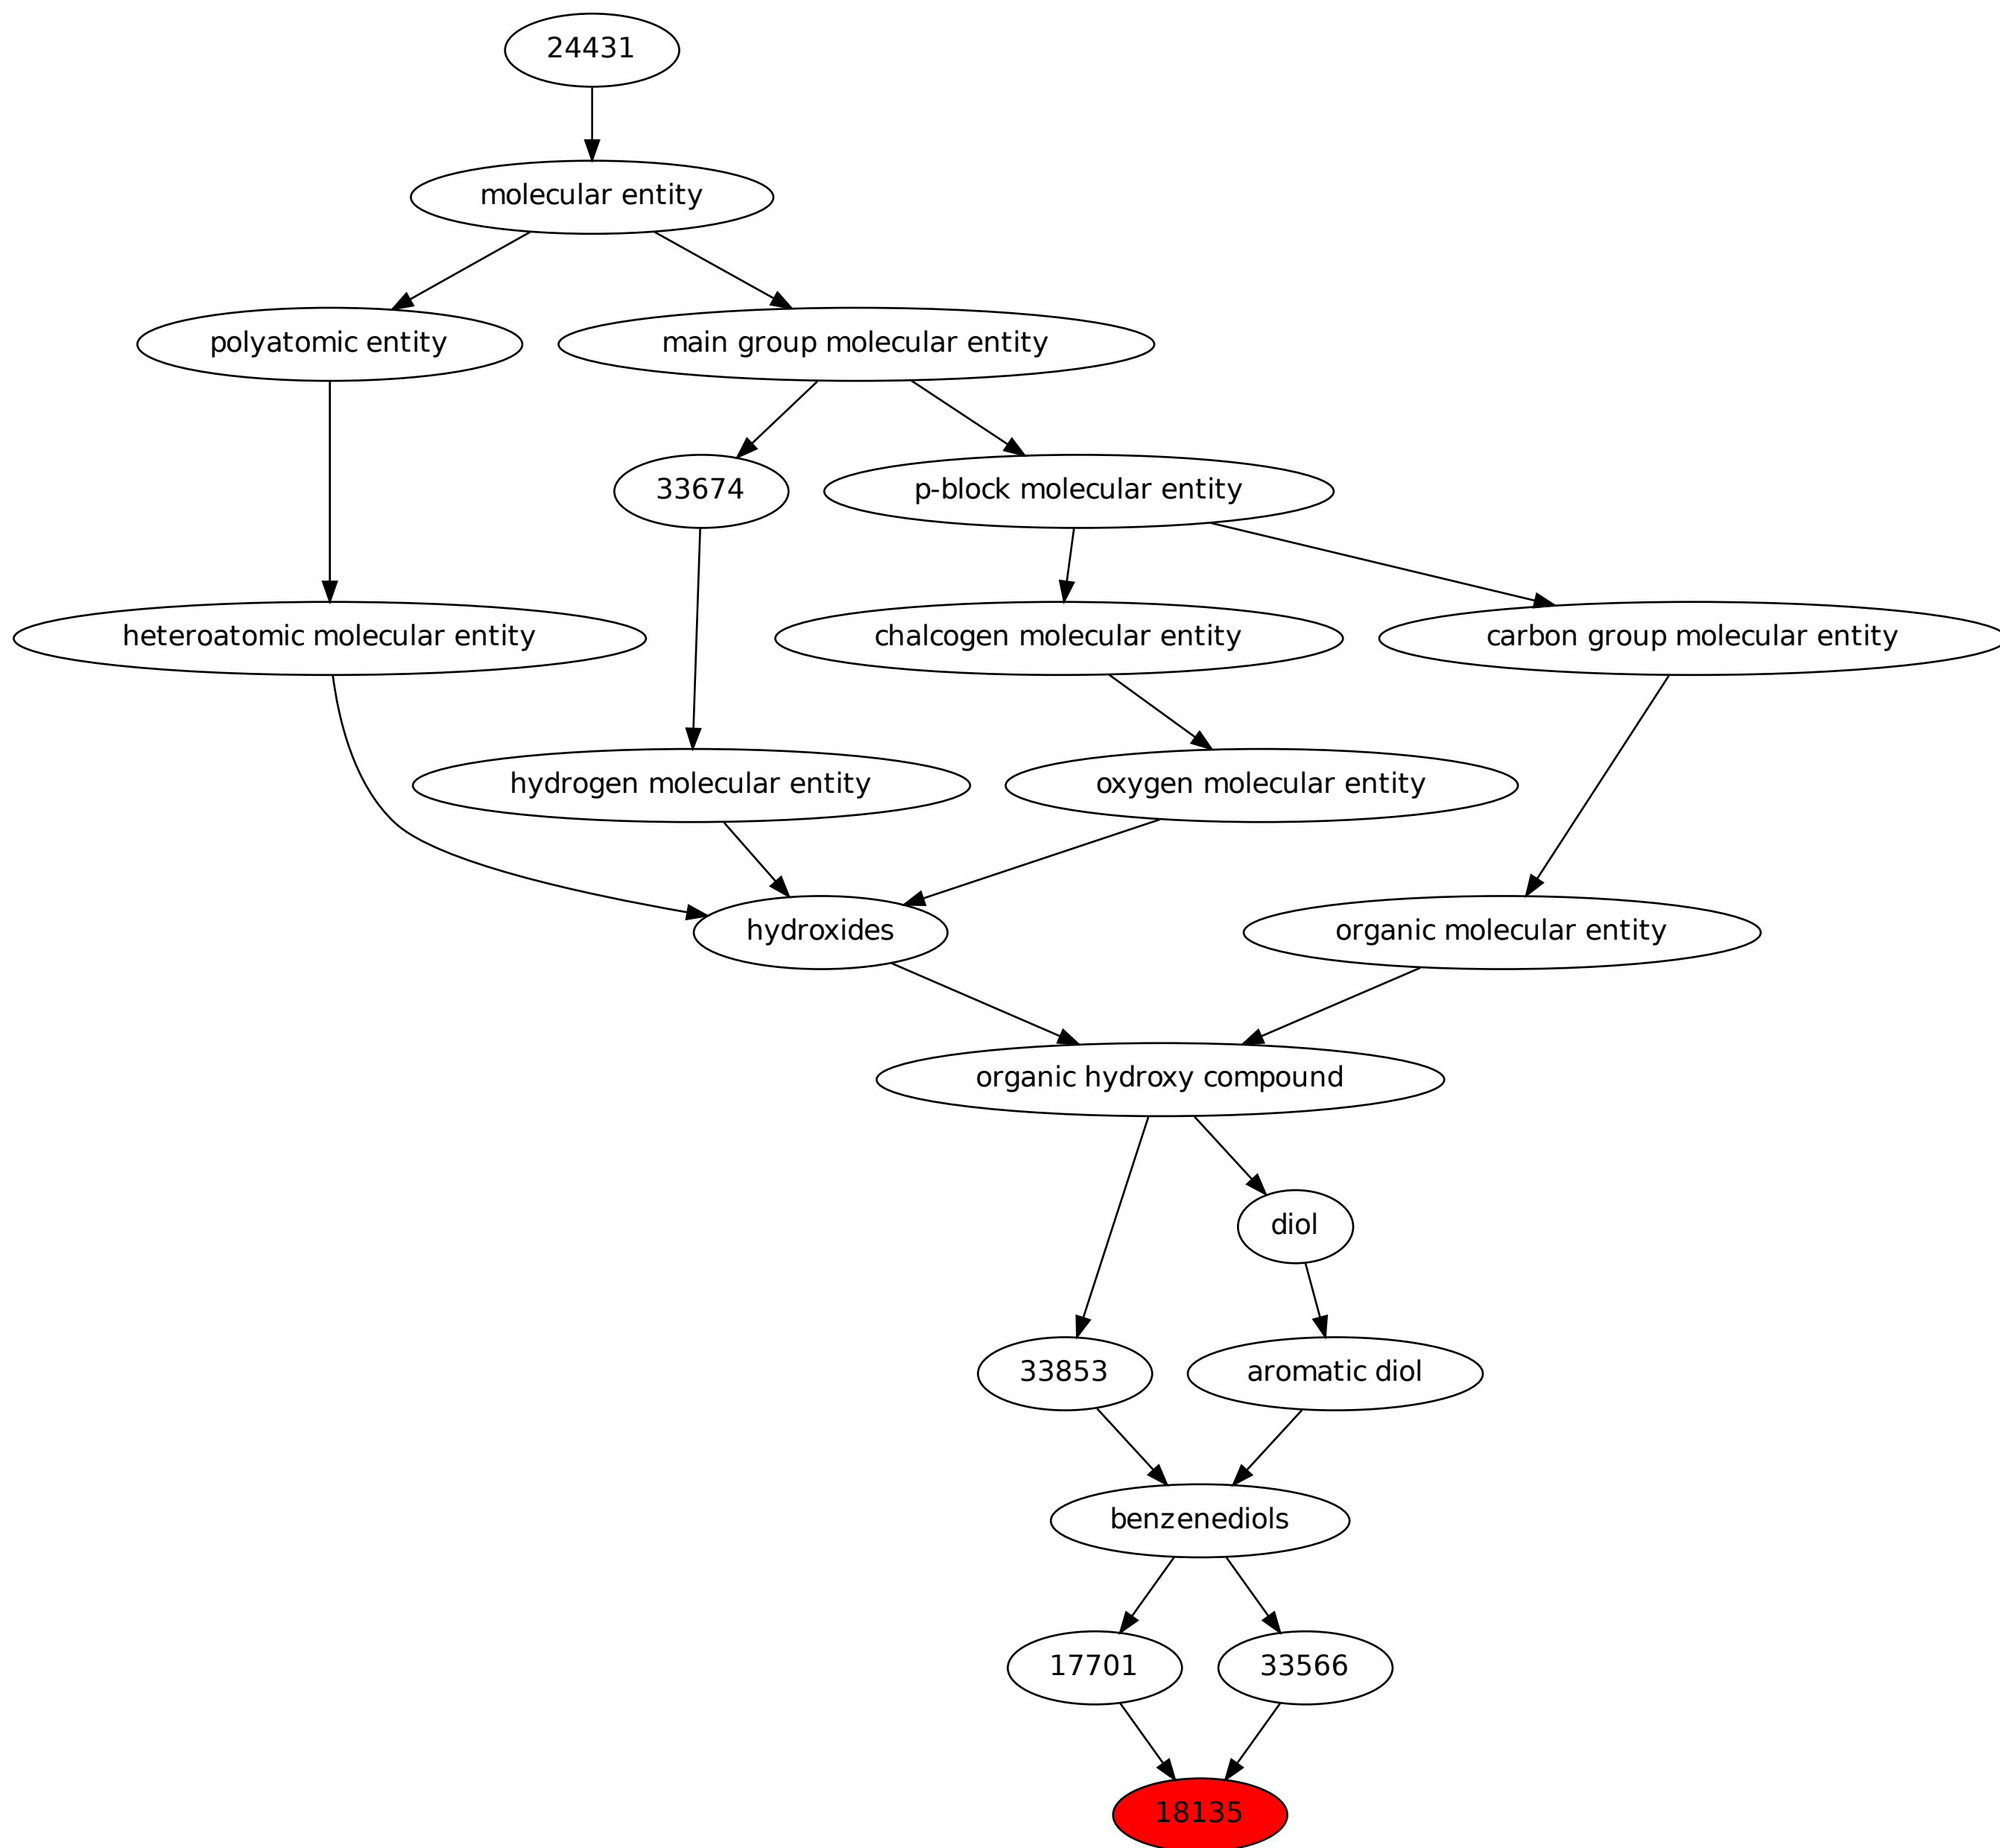 24431
molecular entity
polyatomic entity
main group molecular entity
33674
p-block molecular entity
heteroatomic molecular entity
chalcogen molecular entity
carbon group molecular entity
hydrogen molecular entity
oxygen molecular entity
hydroxides
organic molecular entity
organic hydroxy compound
diol
33853
aromatic diol
benzenediols
17701
33566
18135